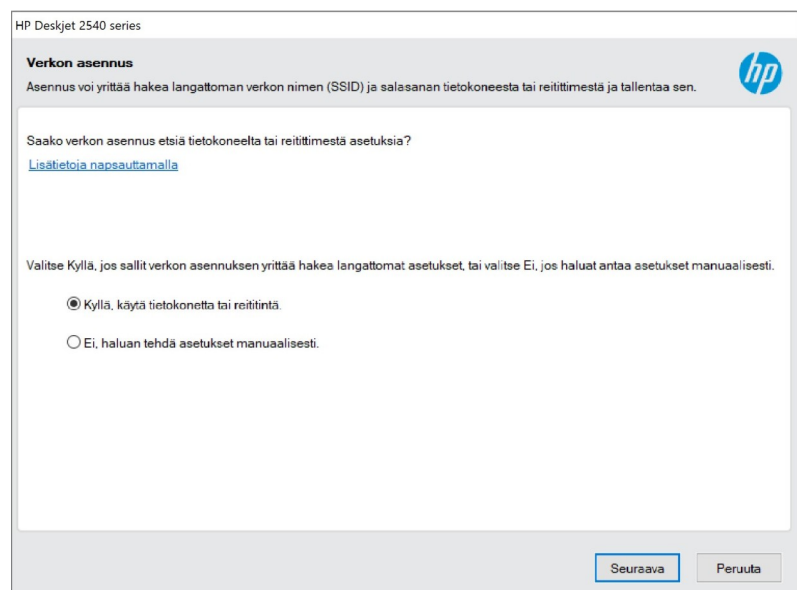 HP Deskjet 2540 series
Verkon asennus
Asennus voi yrittää hakea langattoman verkon nimen (SSID) ja salasanan tietokoneesta tai reitittimestä ja tallentaa sen.
hp
Saako verkon asennus etsiä tietokoneelta tai reitittimestä asetuksia?
Lisätietoja napsauttamalla
Valitse Kyllä, jos sallit verkon asennuksen yrittää hakea langattomat asetukset, tai valitse Ei, jos haluat antaa asetukset manuaalisesti.
Kyllä, käytä tietokonetta tai reititintä.
Ei, haluan tehdä asetukset manuaalisesti.
Seuraava Peruuta